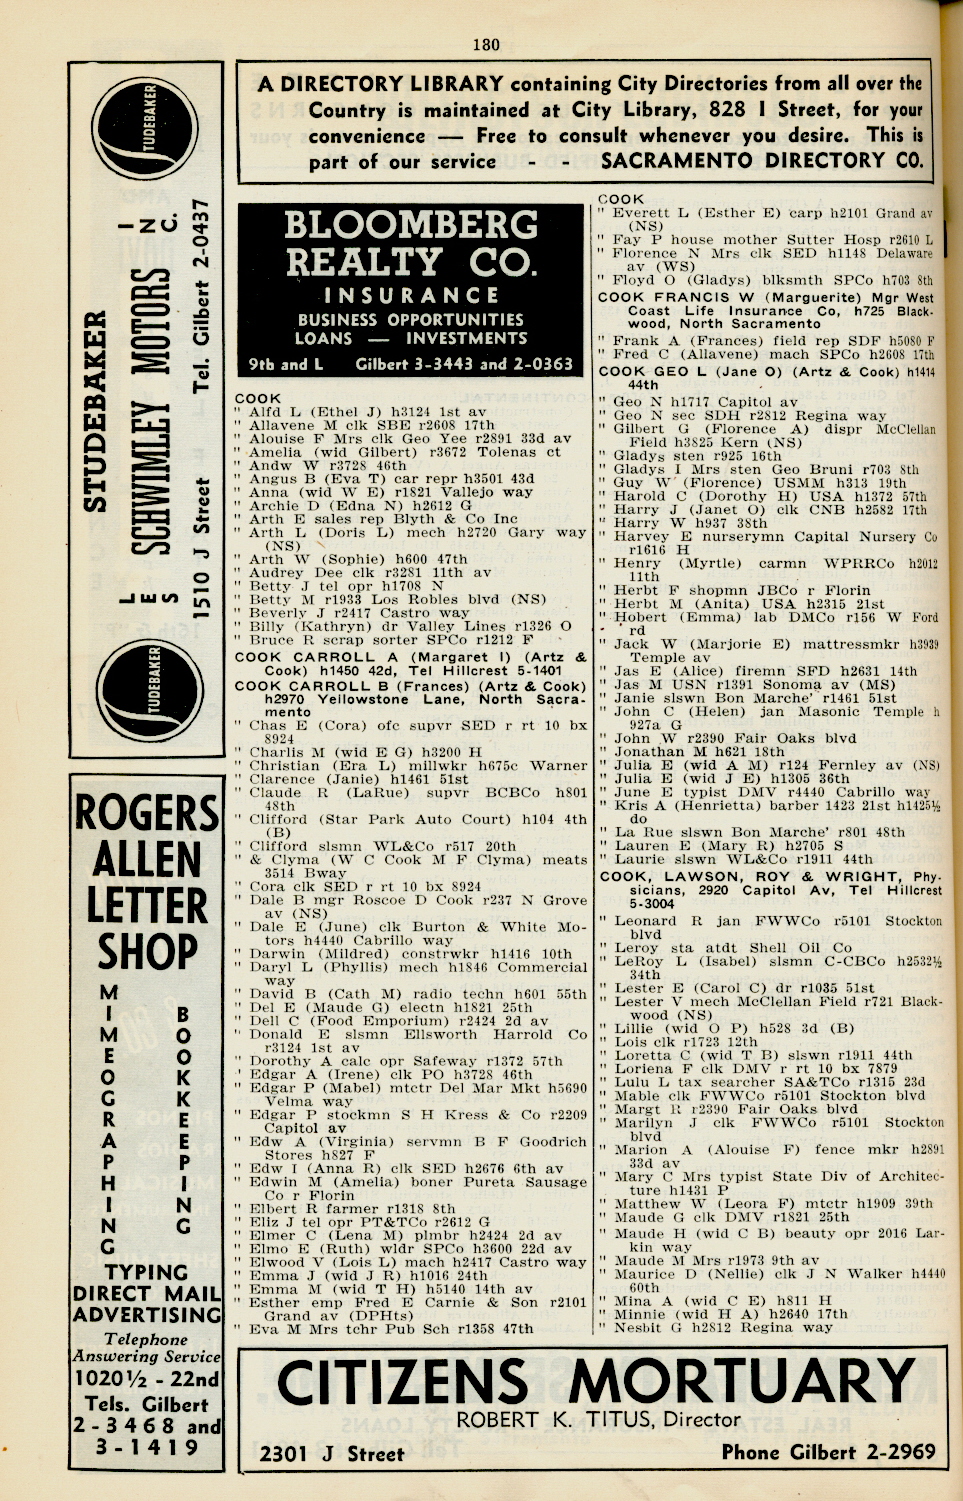 180
STUDEBAKER
STUDEBAKER
LES SCHWIMLEY MOTORS INC.
1510 J Street Tel. Gilbert 2-0437
STUDEBAKER
ROGERS
ALLEN
LETTER
SHOP
MIMEOGRAPHING
BOOKKEEPING
TYPING
DIRECT MAIL
ADVERTISING
Telephone
Answering Service
1020½ - 22nd
Tels. Gilbert
2-3468 and
3-1419
A DIRECTORY LIBRARY containing City Directories from all over the
Country is maintained at City Library, 828 I Street, for your
convenience — Free to consult whenever you desire. This is
part of our service - - SACRAMENTO DIRECTORY CO.
BLOOMBERG
REALTY CO.
INSURANCE
BUSINESS OPPORTUNITIES
LOANS — INVESTMENTS
9th and L Gilbert 3-3443 and 2-0363
COOK
" Alfd L (Ethel J) h3124 1st av
" Allavene M clk SBE r2608 17th
" Alouise F Mrs clk Geo Yee r2891 33d av
" Amelia (wid Gilbert) r3672 Tolenas ct
" Andw W r3728 46th
" Angus B (Eva T) car repr h3501 43d
" Anna (wid W E) r1821 Vallejo way
" Archie D (Edna N) h2612 G
" Arth E sales rep Blyth & Co Inc
" Arth L (Doris L) mech h2720 Gary way
(NS)
" Arth W (Sophie) h600 47th
" Audrey Dee clk r3281 11th av
" Betty J tel opr h1708 N
" Betty M r1933 Los Robles blvd (NS)
" Beverly J r2417 Castro way
" Billy (Kathryn) dr Valley Lines r1326 O
" Bruce R scrap sorter SPCo r1212 F
COOK CARROLL A (Margaret I) (Artz &
Cook) h1450 42d, Tel Hillcrest 5-1401
COOK CARROLL B (Frances) (Artz & Cook)
h2970 Yellowstone Lane, North Sacra-
mento
" Chas E (Cora) ofc supvr SED r rt 10 bx
8924
" Charlis M (wid E G) h3200 H
" Christian (Era L) millwkr h675c Warner
" Clarence (Janie) h1461 51st
" Claude R (LaRue) supvr BCBCo h801
48th
" Clifford (Star Park Auto Court) h104 4th
(B)
" Clifford slsmn WL&Co r517 20th
" & Clyma (W C Cook M F Clyma) meats
3514 Bway
" Cora clk SED r rt 10 bx 8924
" Dale B mgr Roscoe D Cook r237 N Grove
av (NS)
" Dale E (June) clk Burton & White Mo-
tors h4440 Cabrillo way
" Darwin (Mildred) constrwkr h1416 10th
" Daryl L (Phyllis) mech h1846 Commercial
way
" David B (Cath M) radio techn h601 55th
" Del E (Maude G) electn h1821 25th
" Dell C (Food Emporium) r2424 2d av
" Donald E slsmn Ellsworth Harrold Co
r3124 1st av
" Dorothy A calc opr Safeway r1372 57th
" Edgar A (Irene) clk PO h3728 46th
" Edgar P (Mabel) mtctr Del Mar Mkt h5690
Velma way
" Edgar P stockmn S H Kress & Co r2209
Capitol av
" Edw A (Virginia) servmn B F Goodrich
Stores h827 F
" Edw I (Anna R) clk SED h2676 6th av
" Edwin M (Amelia) boner Pureta Sausage
Co r Florin
" Elbert R farmer r1318 8th
" Eliz J tel opr PT&TCo r2612 G
" Elmer C (Lena M) plmbr h2424 2d av
" Elmo E (Ruth) wldr SPCo h3600 22d av
" Elwood V (Lois L) mach h2417 Castro way
" Emma J (wid J R) h1016 24th
" Emma M (wid T H) h5140 14th av
" Esther emp Fred E Carnie & Son r2101
Grand av (DPHts)
" Eva M Mrs tchr Pub Sch r1358 47th
COOK
" Everett L (Esther E) carp h2101 Grand av
(NS)
" Fay P house mother Sutter Hosp r2610 L
" Florence N Mrs clk SED h1148 Delaware
av (WS)
" Floyd O (Gladys) blksmth SPCo h703 8th
COOK FRANCIS W (Marguerite) Mgr West
Coast Life Insurance Co, h725 Black-
wood, North Sacramento
" Frank A (Frances) field rep SDF h5080 F
" Fred C (Allavene) mach SPCo h2608 17th
COOK GEO L (Jane O) (Artz & Cook) h1414
44th
" Geo N h1717 Capitol av
" Geo N sec SDH r2812 Regina way
" Gilbert G (Florence A) dispr McClellan
Field h3825 Kern (NS)
" Gladys sten r925 16th
" Gladys I Mrs sten Geo Bruni r703 8th
" Guy W (Florence) USMM h313 19th
" Harold C (Dorothy H) USA h1372 57th
" Harry J (Janet O) clk CNB h2582 17th
" Harry W h937 38th
" Harvey E nurserymn Capital Nursery Co
r1616 H
" Henry (Myrtle) carmn WPRRCo h2012
11th
" Herbt F shopmn JBCo r Florin
" Herbt M (Anita) USA h2315 21st
" Hobert (Emma) lab DMCo r156 W Ford
rd
" Jack W (Marjorie E) mattressmkr h3939
Temple av
" Jas E (Alice) firemn SFD h2631 14th
" Jas M USN r1391 Sonoma av (MS)
" Janie slswn Bon Marche' r1461 51st
" John C (Helen) jan Masonic Temple h
927a G
" John W r2390 Fair Oaks blvd
" Jonathan M h621 18th
" Julia E (wid A M) r124 Fernley av (NS)
" Julia E (wid J E) h1305 36th
" June E typist DMV r4440 Cabrillo way
" Kris A (Henrietta) barber 1423 21st h1425½
do
" La Rue slswn Bon Marche' r801 48th
" Lauren E (Mary R) h2705 S
" Laurie slswn WL&Co r1911 44th
COOK, LAWSON, ROY & WRIGHT, Phy-
sicians, 2920 Capitol Av, Tel Hillcrest
5-3004
" Leonard R jan FWWCo r5101 Stockton
blvd
" Leroy sta atdt Shell Oil Co
" LeRoy L (Isabel) slsmn C-CBCo h2532½
34th
" Lester E (Carol C) dr r1035 51st
" Lester V mech McClellan Field r721 Black-
wood (NS)
" Lillie (wid O P) h528 3d (B)
" Lois clk r1723 12th
" Loretta C (wid T B) slswn r1911 44th
" Loriena F clk DMV r rt 10 bx 7879
" Lulu L tax searcher SA&TCo r1315 23d
" Mable clk FWWCo r5101 Stockton blvd
" Margt R r2390 Fair Oaks blvd
" Marilyn J clk FWWCo r5101 Stockton
blvd
" Marion A (Alouise F) fence mkr h2891
33d av
" Mary C Mrs typist State Div of Architec-
ture h1431 P
" Matthew W (Leora F) mtctr h1909 39th
" Maude G clk DMV r1821 25th
" Maude H (wid C B) beauty opr 2016 Lar-
kin way
" Maude M Mrs r1973 9th av
" Maurice D (Nellie) clk J N Walker h4440
60th
" Mina A (wid C E) h811 H
" Minnie (wid H A) h2640 17th
" Nesbit G h2812 Regina way
CITIZENS MORTUARY
ROBERT K. TITUS, Director
2301 J Street Phone Gilbert 2-2969